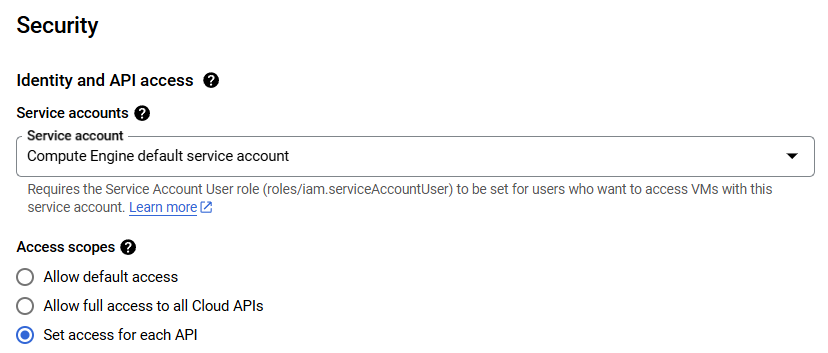 Security
Identity and API access
Service accounts
Service account
Compute Engine default service account
Requires the Service Account User role (roles/iam.serviceAccountUser) to be set for users who want to access VMs with this
service account. Learn more
Access scopes
Allow default access
Allow full access to all Cloud APIs
Set access for each API